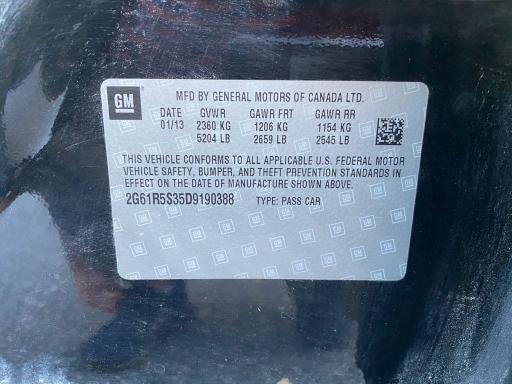 GM
MFD BY GENERAL MOTORS OF CANADA LTD.
DATE GVWR GAWR FRT GAWR RR
01/13 2360 KG 1206 KG 1154 KG
5204 LB 2659 LB 2545 LB
THIS VEHICLE CONFORMS TO ALL APPLICABLE U.S. FEDERAL MOTOR
VEHICLE SAFETY, BUMPER, AND THEFT PREVENTION STANDARDS IN
EFFECT ON THE DATE OF MANUFACTURE SHOWN ABOVE.
2G61R5S35D9190388 TYPE: PASS CAR